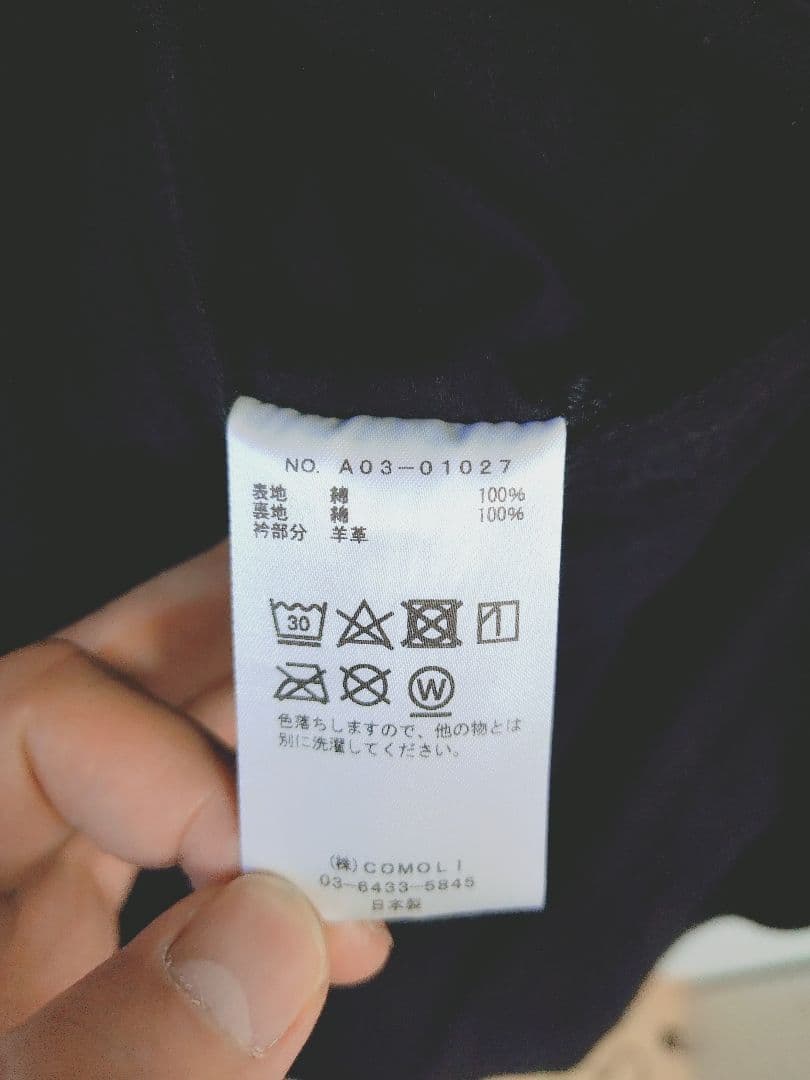 NO. A03-01027
表地 綿 100%
裏地 綿 100%
衿部分 羊革
30
W
色落ちしますので、他の物とは
別に洗濯してください。
(株)COMOLI
03-6433-5845
日本製